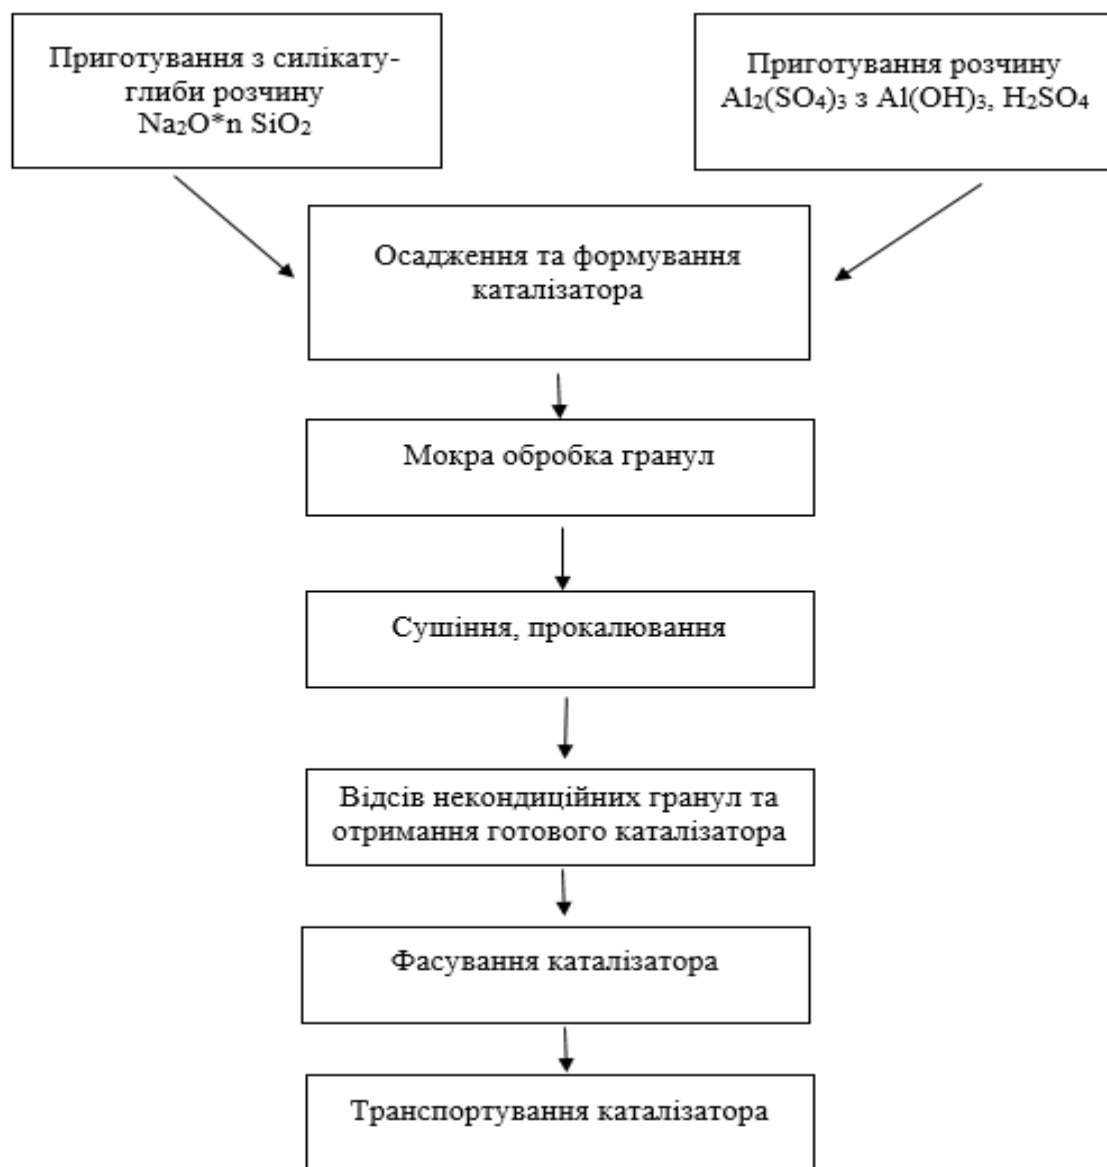 Приготування з силікату-
глиби розчину
Na₂O*n SiO₂
Приготування розчину
Al₂(SO₄)₃ з Al(OH)₃, H₂SO₄
Осадження та формування
каталізатора
Мокра обробка гранул
Сушіння, прокалювання
Відсів некондиційних гранул та
отримання готового каталізатора
Фасування каталізатора
Транспортування каталізатора